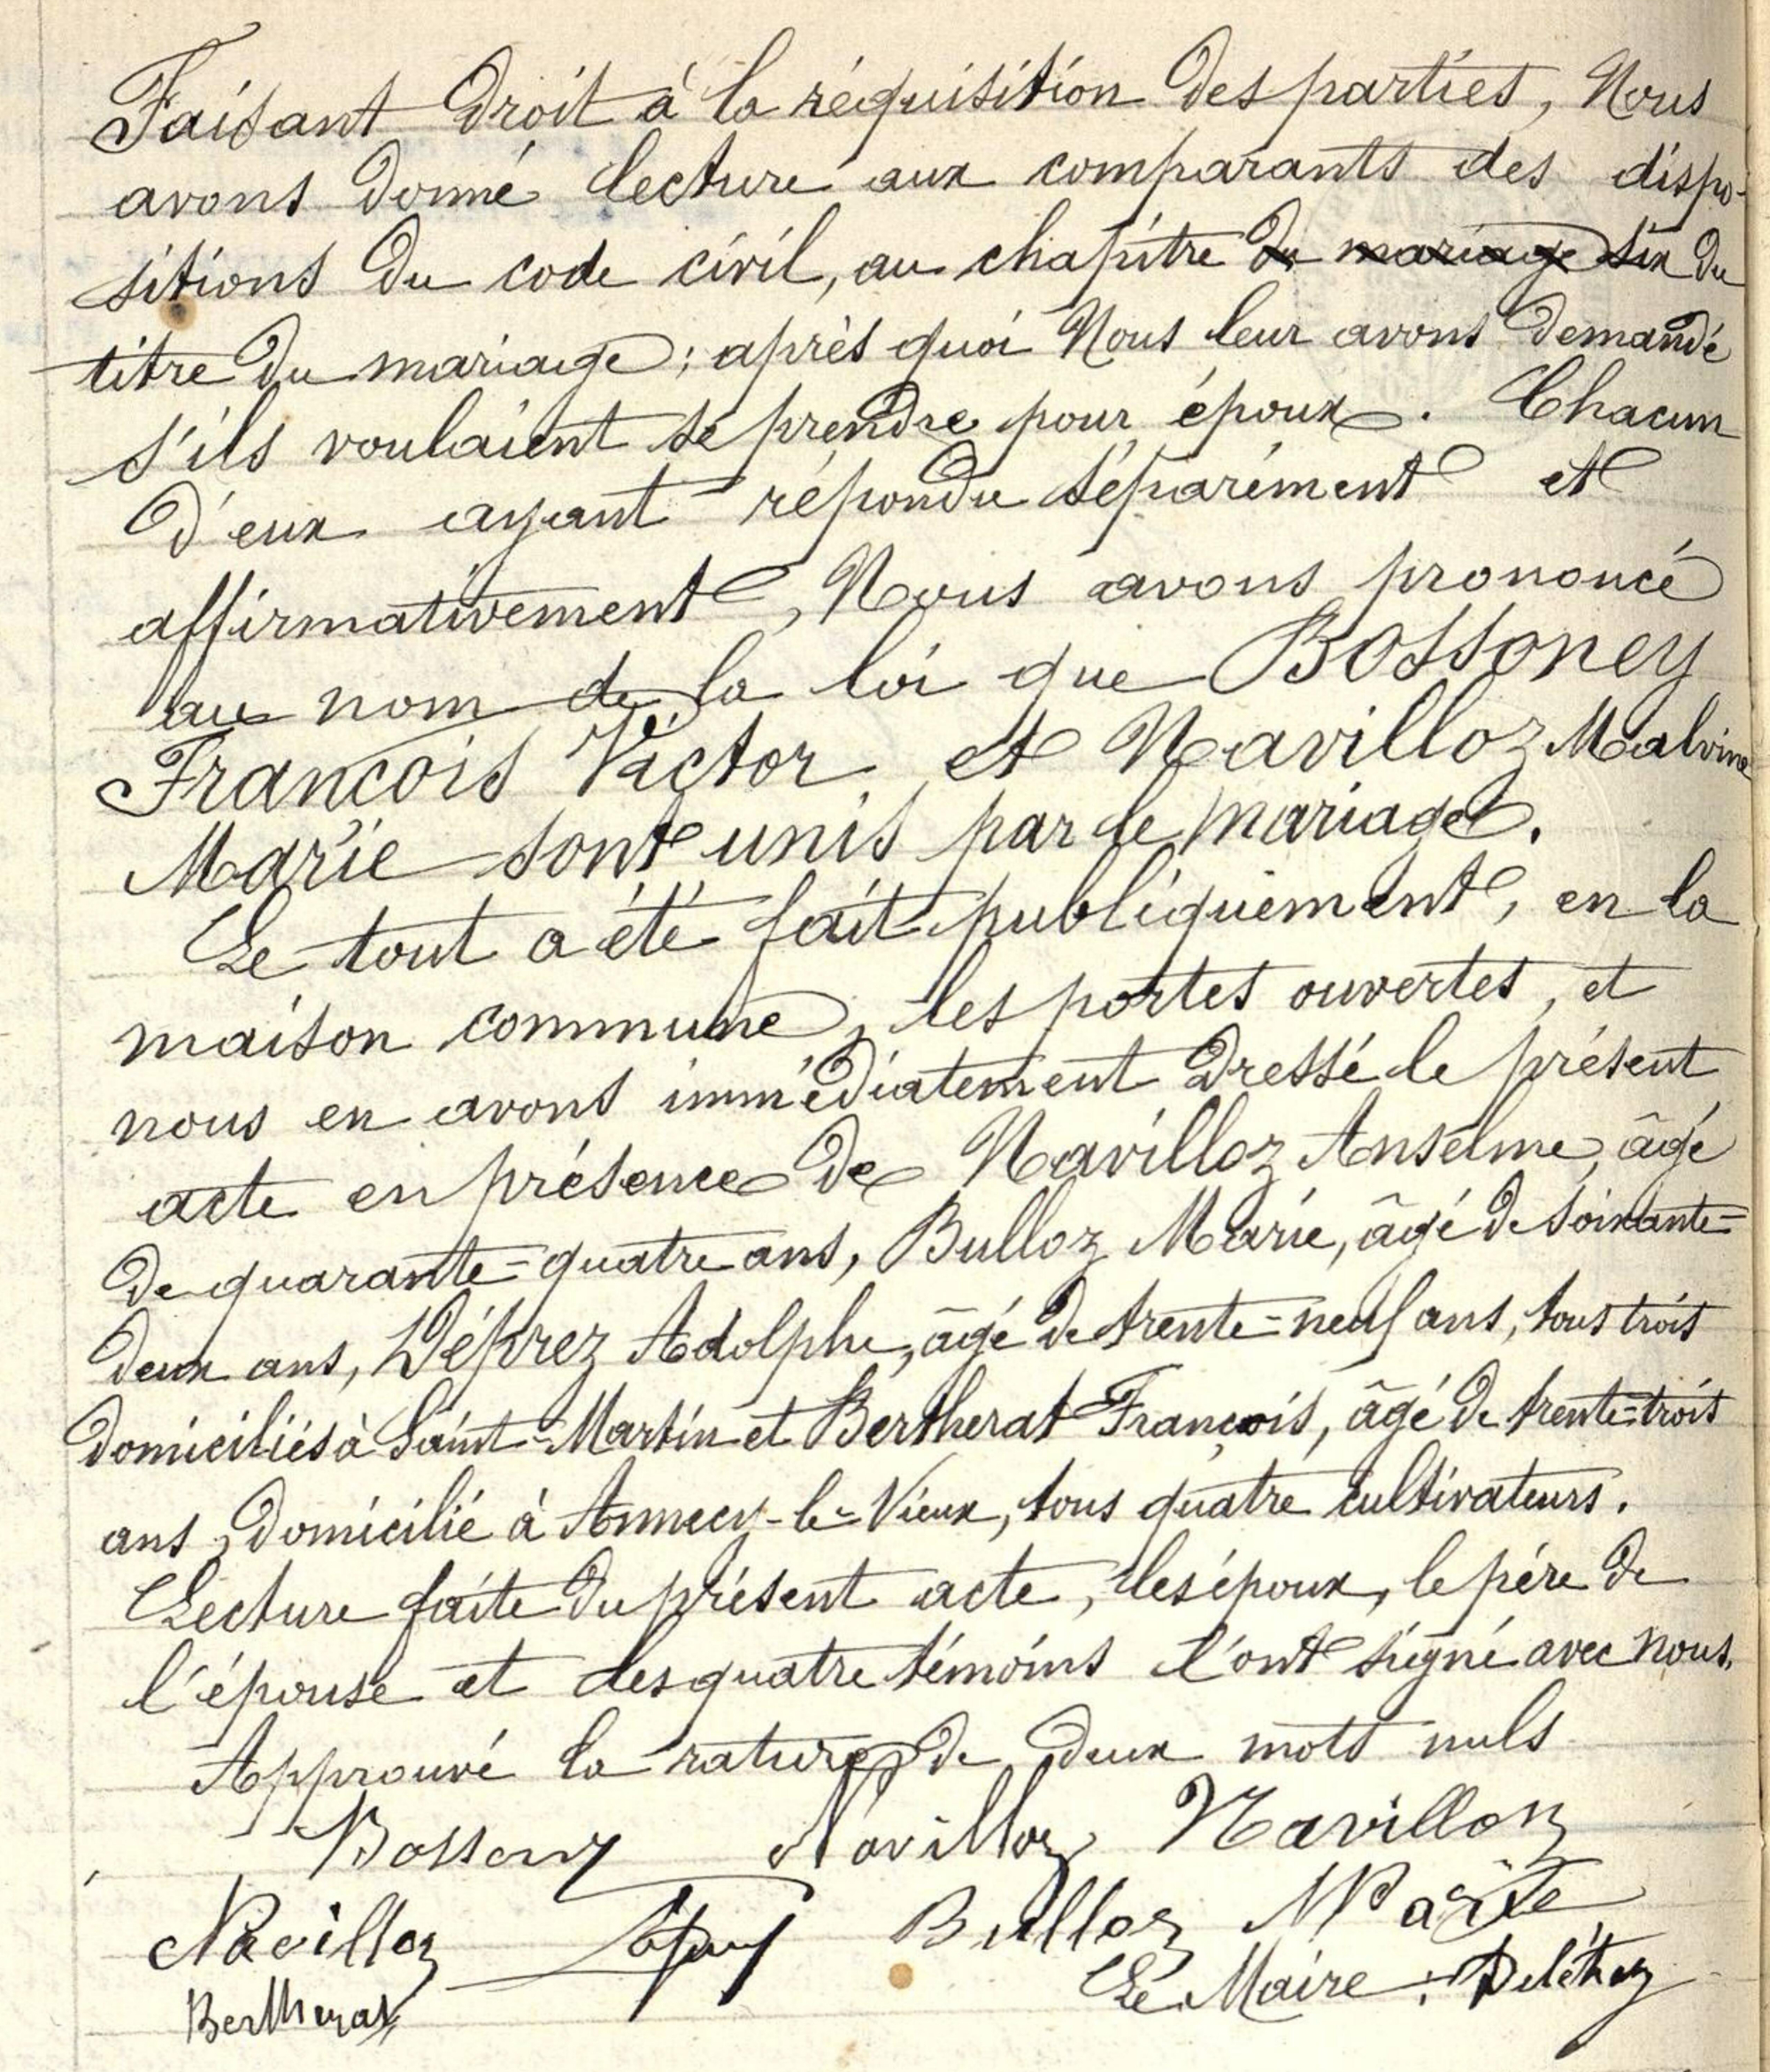 Faisant droit à la réquisition des parties, Nous
avons donné lecture aux comparants des dispo-
sitions du code civil, au chapitre du mariage six du
titre du mariage ; après quoi Nous leur avons demandé
s'ils voulaient se prendre pour époux. Chacun
d'eux ayant répondu séparément et
affirmativement, Nous avons prononcé
au nom de la loi que Bossoney
François Victor et Navilloz Malvina
Marie sont unis par le mariage.
Le tout a été fait publiquement, en la
maison commune, les portes ouvertes, et
nous en avons immédiatement dressé le présent
acte en présence de Navilloz Anselme, âgé
de quarante-quatre ans, Bulloz Marie, âgé de soixante-
deux ans, Déprez Adolphe, âgé de trente-neuf ans, tous trois
domiciliés à Saint-Martin et Bertherat François, âgé de trente-trois
ans, domicilié à Annecy-le-Vieux, tous quatre cultivateurs.
Lecture faite du présent acte, les époux, le père de
l'épouse et les quatre témoins l'ont signé avec nous.
Approuvé la rature de deux mots nuls
Bossoney Navilloz Navilloz
Navilloz Bulloz Marie
Bertherat Le Maire : Deléthoz